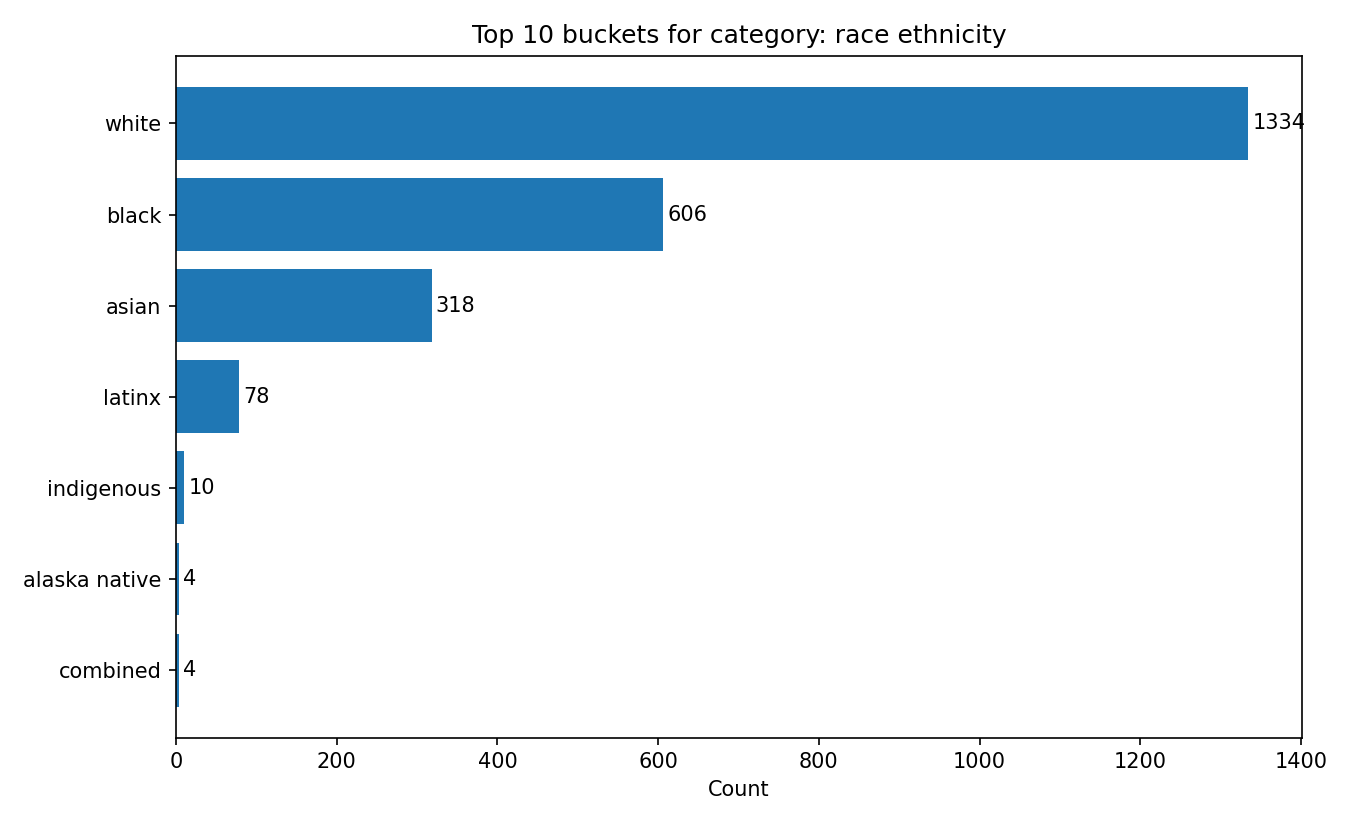 Top 10 buckets for category: race ethnicity
white 1334
black 606
asian 318
latinx 78
indigenous 10
alaska native 4
combined 4
0 200 400 600 800 1000 1200 1400
Count